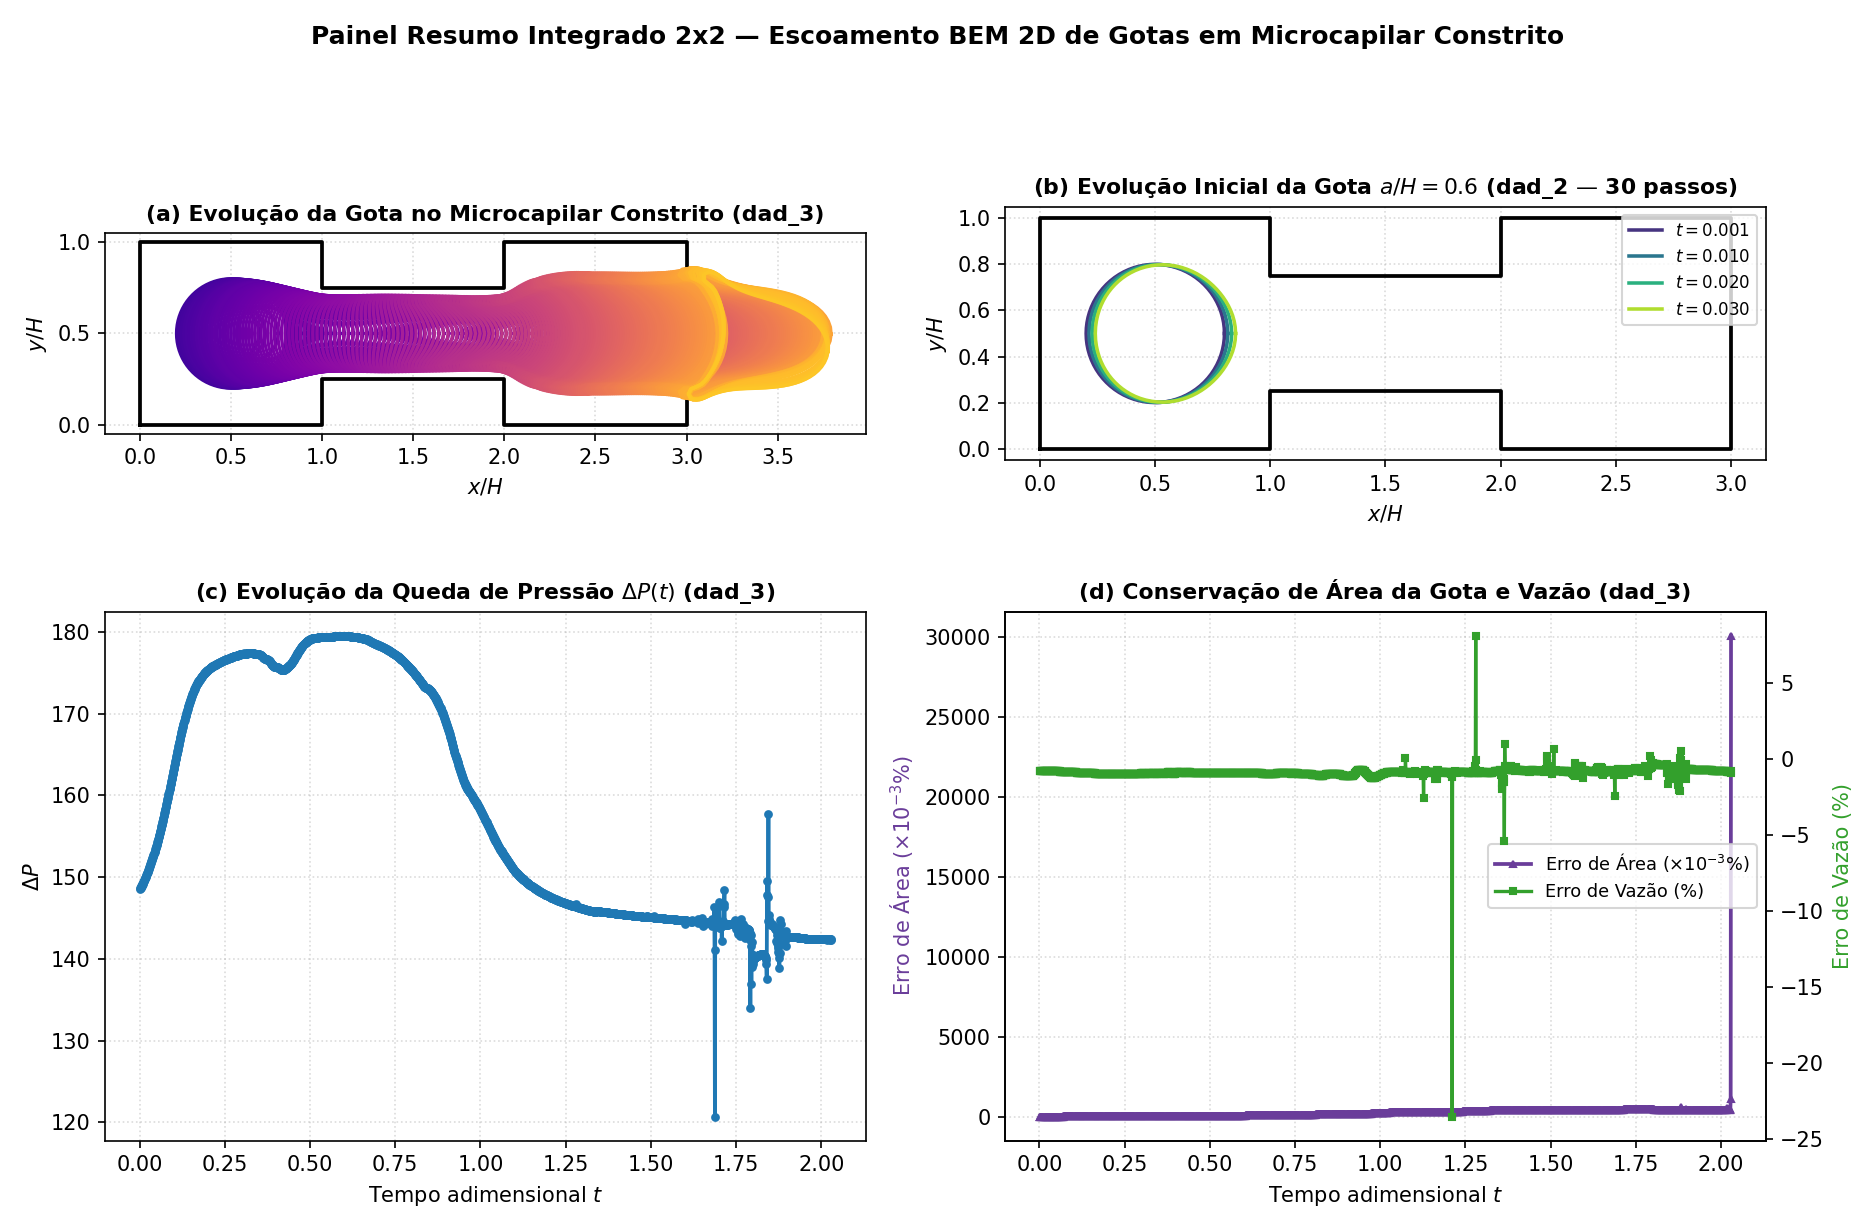 Painel Resumo Integrado 2x2 — Escoamento BEM 2D de Gotas em Microcapilar Constrito
(a) Evolução da Gota no Microcapilar Constrito (dad_3)
1.0
0.5
0.0
y/H
0.0 0.5 1.0 1.5 2.0 2.5 3.0 3.5
x/H
(b) Evolução Inicial da Gota a/H = 0.6 (dad_2 — 30 passos)
1.0
0.8
0.6
0.4
0.2
0.0
y/H
t = 0.001
t = 0.010
t = 0.020
t = 0.030
0.0 0.5 1.0 1.5 2.0 2.5 3.0
x/H
(c) Evolução da Queda de Pressão ΔP(t) (dad_3)
180
170
160
150
140
130
120
ΔP
0.00 0.25 0.50 0.75 1.00 1.25 1.50 1.75 2.00
Tempo adimensional t
(d) Conservação de Área da Gota e Vazão (dad_3)
30000
25000
20000
15000
10000
5000
0
Erro de Área (×10⁻³%)
5
0
−5
−10
−15
−20
−25
Erro de Vazão (%)
Erro de Área (×10⁻³%)
Erro de Vazão (%)
0.00 0.25 0.50 0.75 1.00 1.25 1.50 1.75 2.00
Tempo adimensional t